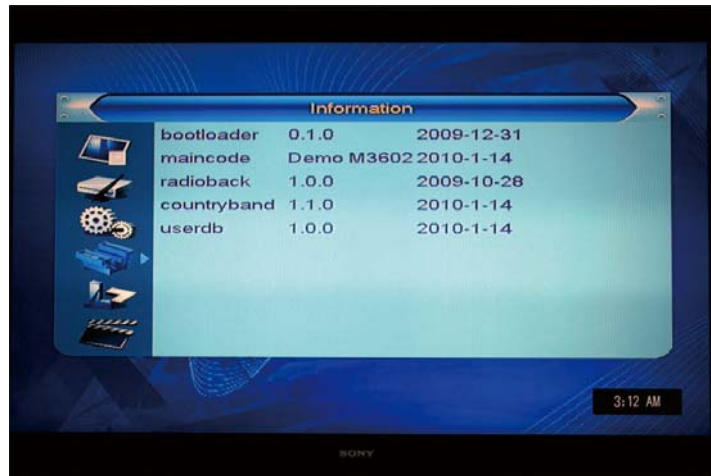 Information
bootloader 0.1.0 2009-12-31
maincode Demo M3602 2010-1-14
radioback 1.0.0 2009-10-28
countryband 1.1.0 2010-1-14
userdb 1.0.0 2010-1-14
3:12 AM
SONY